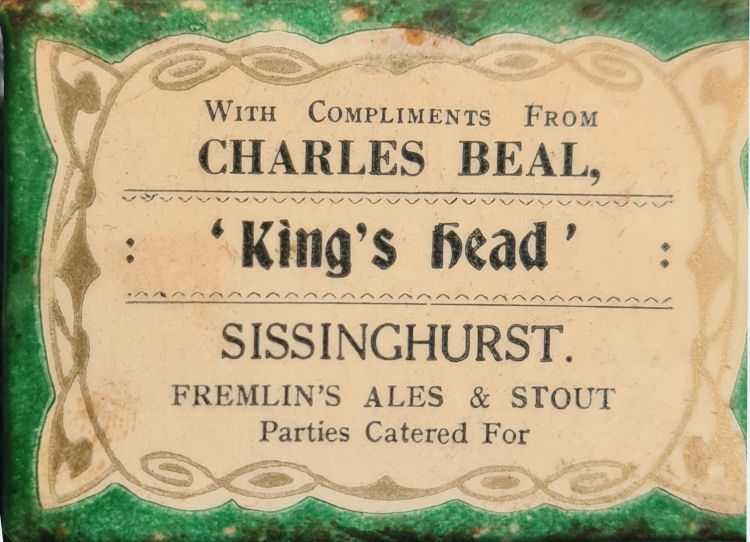 With Compliments From
CHARLES BEAL,
: 'King's Head' :
SISSINGHURST.
FREMLIN'S ALES & STOUT
Parties Catered For